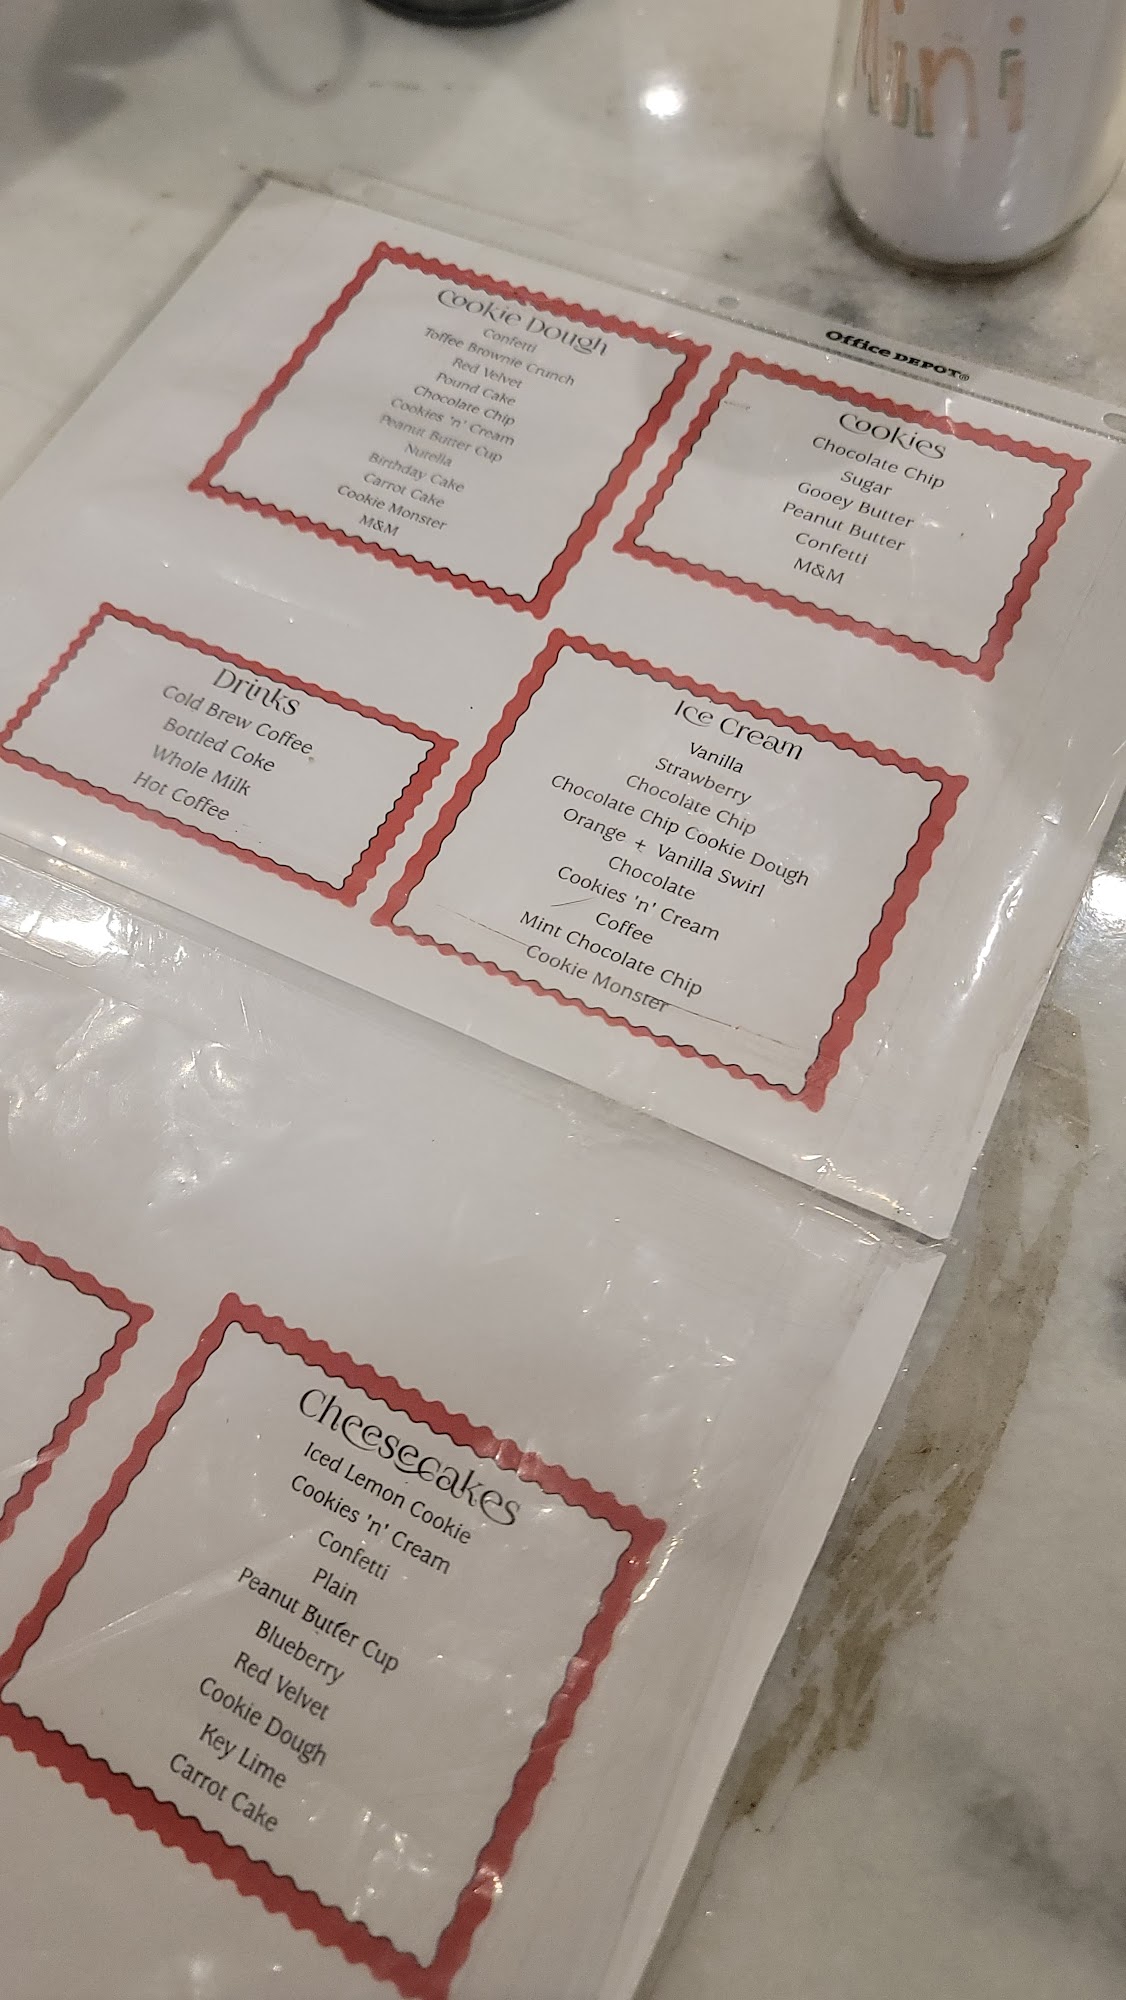 Mini
Office DEPOT®
Cookie Dough
Confetti
Toffee Brownie Crunch
Red Velvet
Pound Cake
Chocolate Chip
Cookies 'n' Cream
Peanut Butter Cup
Nutella
Birthday Cake
Carrot Cake
Cookie Monster
M&M
Cookies
Chocolate Chip
Sugar
Gooey Butter
Peanut Butter
Confetti
M&M
Drinks
Cold Brew Coffee
Bottled Coke
Whole Milk
Hot Coffee
Ice Cream
Vanilla
Strawberry
Chocolate Chip
Chocolate Chip Cookie Dough
Orange + Vanilla Swirl
Chocolate
Cookies 'n' Cream
Coffee
Mint Chocolate Chip
Cookie Monster
Cheesecakes
Iced Lemon Cookie
Cookies 'n' Cream
Confetti
Plain
Peanut Butter Cup
Blueberry
Red Velvet
Cookie Dough
Key Lime
Carrot Cake